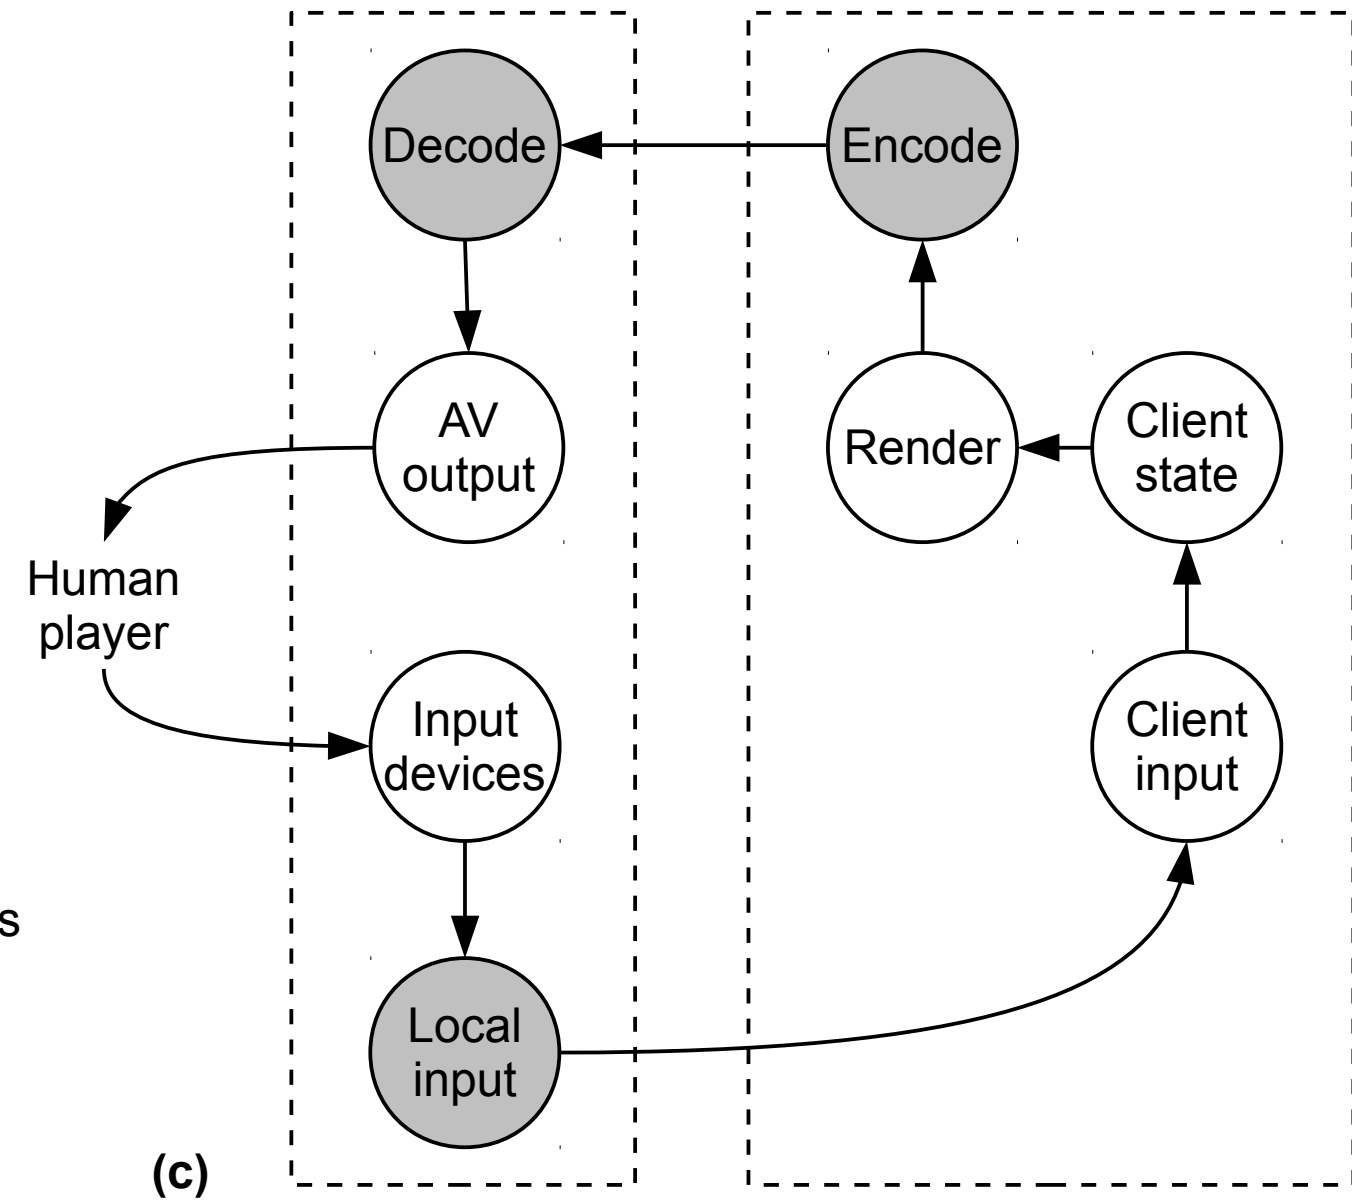 Decode
Encode
AV
output
Render
Client
state
Human
player
Input
devices
Client
input
s
Local
input
(c)